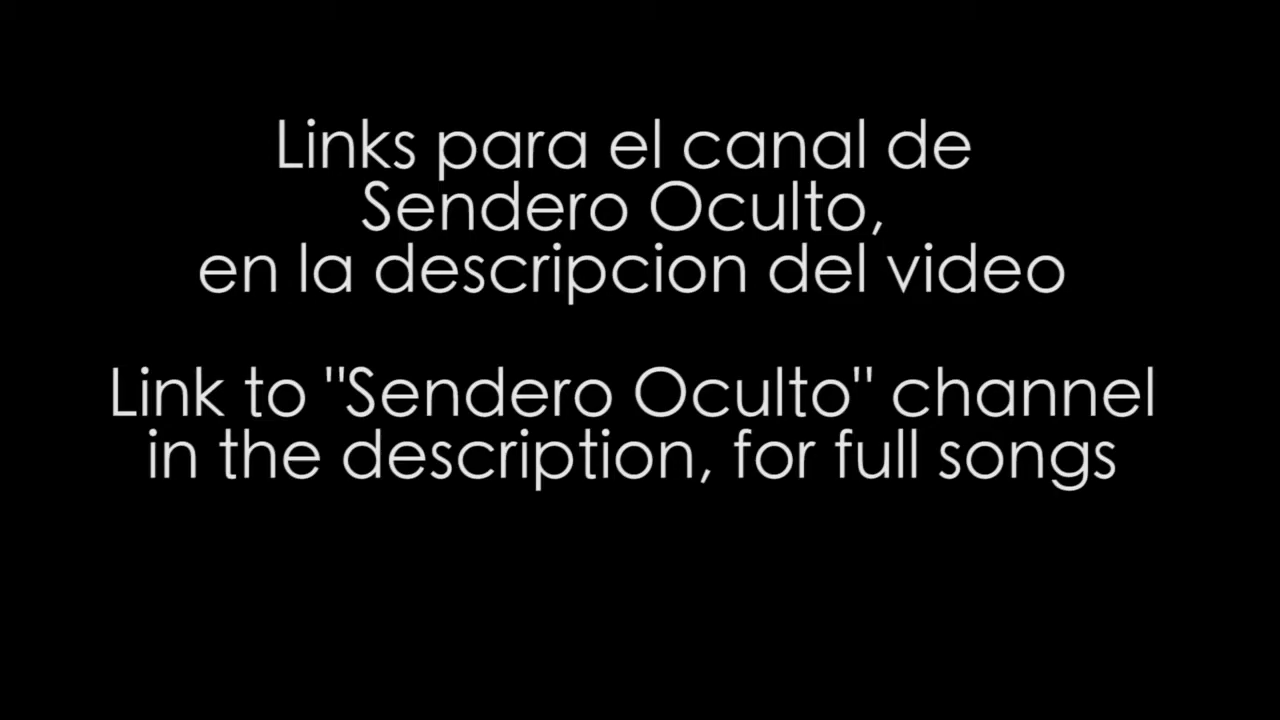 Links para el canal de
Sendero Oculto,
en la descripcion del video
Link to "Sendero Oculto" channel
in the description, for full songs